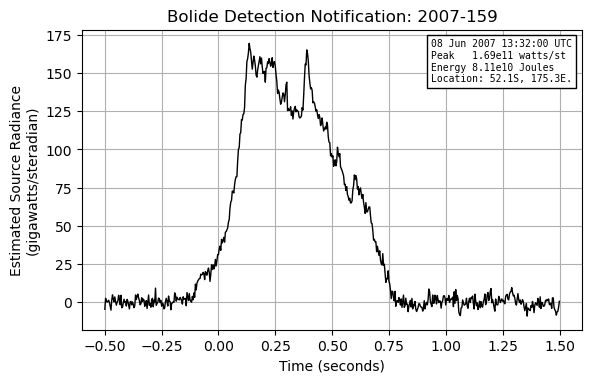 Bolide Detection Notification: 2007-159
08 Jun 2007 13:32:00 UTC
Peak   1.69e11 watts/st
Energy 8.11e10 Joules
Location: 52.1S, 175.3E.
Estimated Source Radiance
(gigawatts/steradian)
175
150
125
100
75
50
25
0
−0.50 −0.25 0.00 0.25 0.50 0.75 1.00 1.25 1.50
Time (seconds)